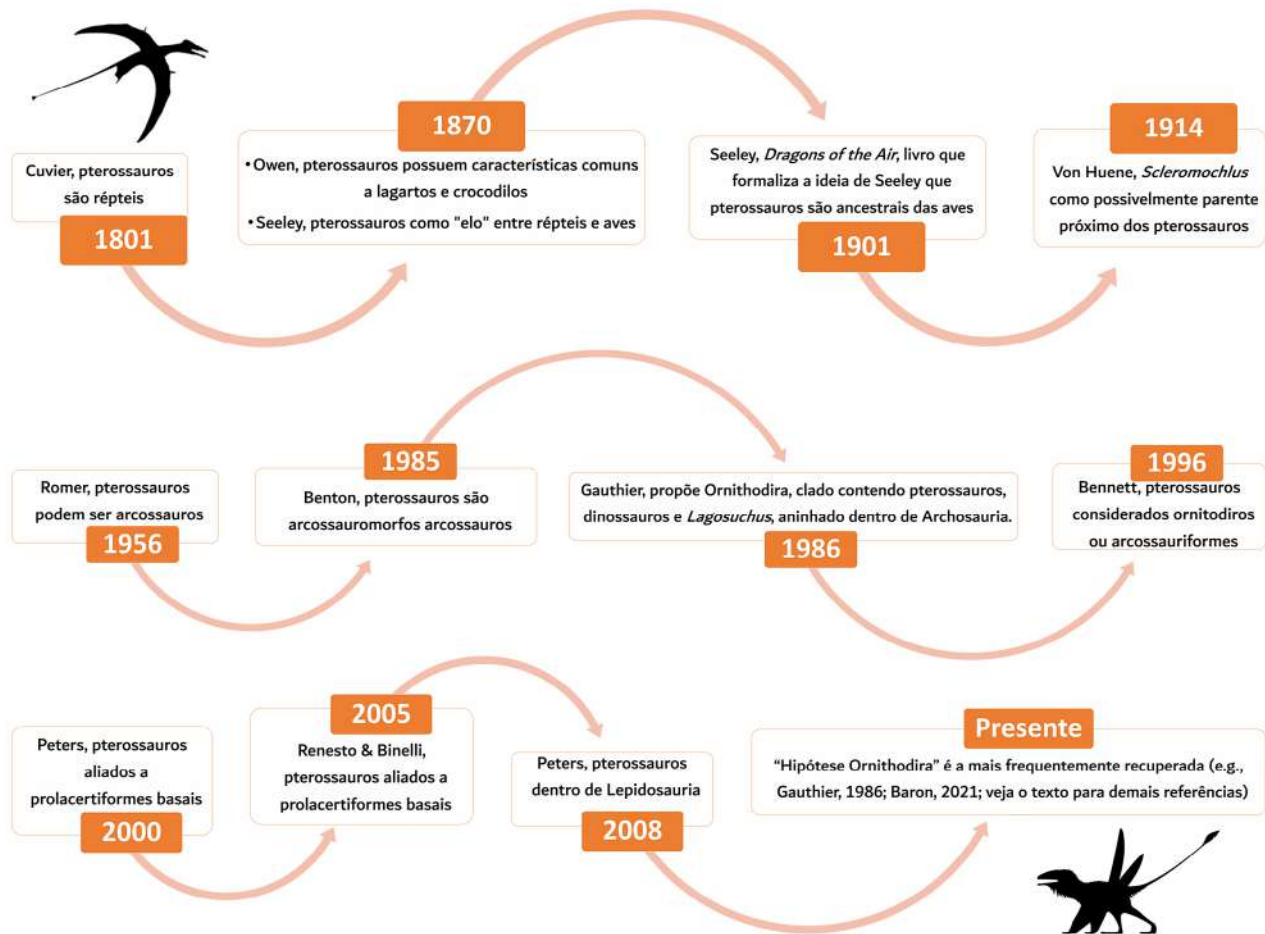 Cuvier, pterossauros
são répteis
1801
1870
•Owen, pterossauros possuem características comuns
a lagartos e crocodilos
•Seeley, pterossauros como "elo" entre répteis e aves
Seeley, Dragons of the Air, livro que
formaliza a ideia de Seeley que
pterossauros são ancestrais das aves
1901
1914
Von Huene, Scleromochlus
como possivelmente parente
próximo dos pterossauros
Romer, pterossauros
podem ser arcossauros
1956
1985
Benton, pterossauros são
arcossauromorfos arcossauros
Gauthier, propõe Ornithodira, clado contendo pterossauros,
dinossauros e Lagosuchus, aninhado dentro de Archosauria.
1986
1996
Bennett, pterossauros
considerados ornitodiros
ou arcossauriformes
Peters, pterossauros
aliados a
prolacertiformes basais
2000
2005
Renesto & Binelli,
pterossauros aliados a
prolacertiformes basais
Peters, pterossauros
dentro de Lepidosauria
2008
Presente
“Hipótese Ornithodira” é a mais frequentemente recuperada (e.g.,
Gauthier, 1986; Baron, 2021; veja o texto para demais referências)